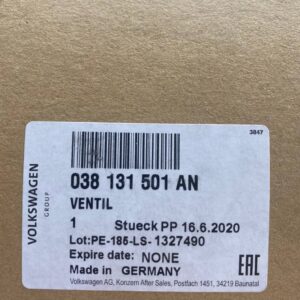 3847
VOLKSWAGEN
GROUP
038 131 501 AN
VENTIL
1 Stueck PP 16.6.2020
Lot:PE-185-LS- 1327490
Expire date: NONE
Made in GERMANY
EAC
Volkswagen AG, Konzern After Sales, Postfach 1451, 34219 Baunatal